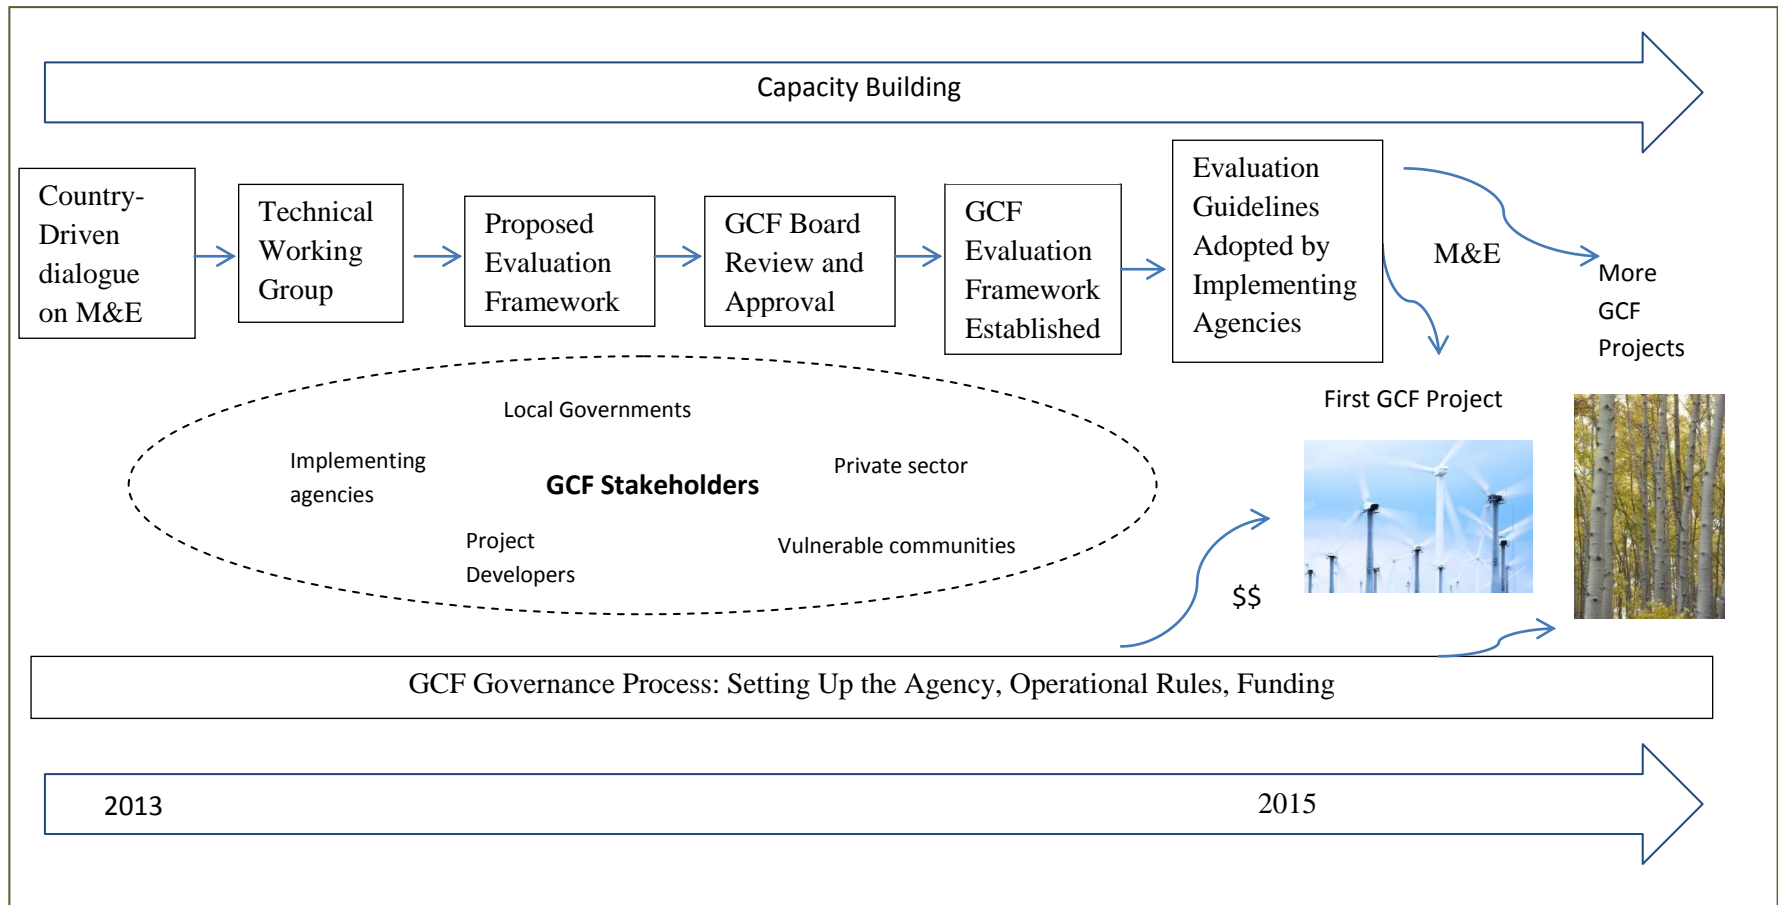 Capacity Building
Country-
Driven
dialogue
on M&E
Technical
Working
Group
Proposed
Evaluation
Framework
GCF Board
Review and
Approval
GCF
Evaluation
Framework
Established
Evaluation
Guidelines
Adopted by
Implementing
Agencies
M&E
More
GCF
Projects
First GCF Project
Local Governments
Implementing
agencies
GCF Stakeholders
Private sector
Project
Developers
Vulnerable communities
$$
GCF Governance Process: Setting Up the Agency, Operational Rules, Funding
2013
2015